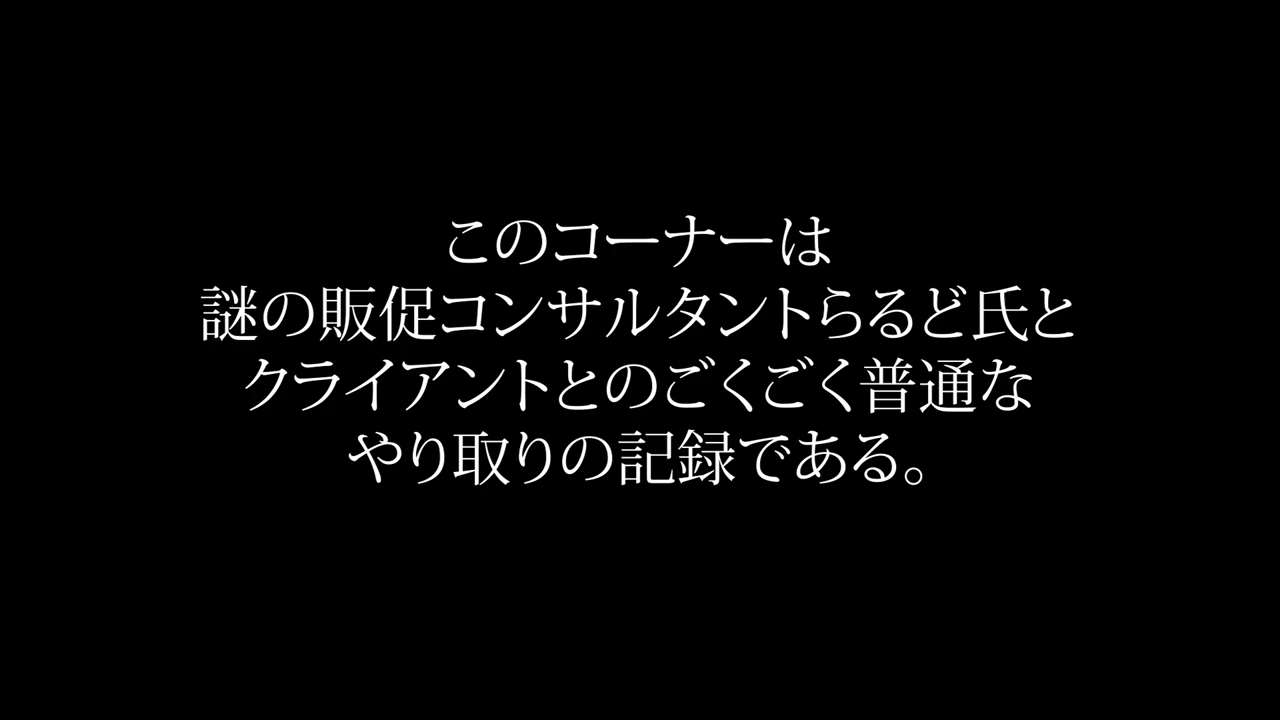 このコーナーは
謎の販促コンサルタントらるど氏と
クライアントとのごくごく普通な
やり取りの記録である。